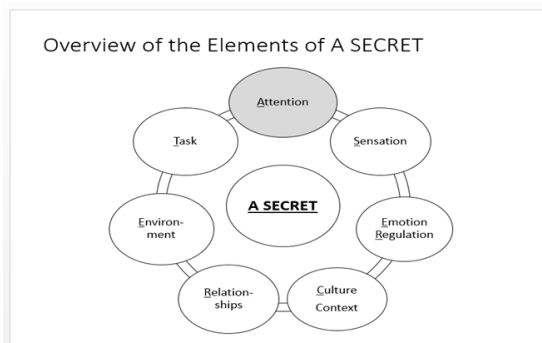 Overview of the Elements of A SECRET
Attention
Task
Sensation
A SECRET
Environ-
ment
Emotion
Regulation
Relation-
ships
Culture
Context